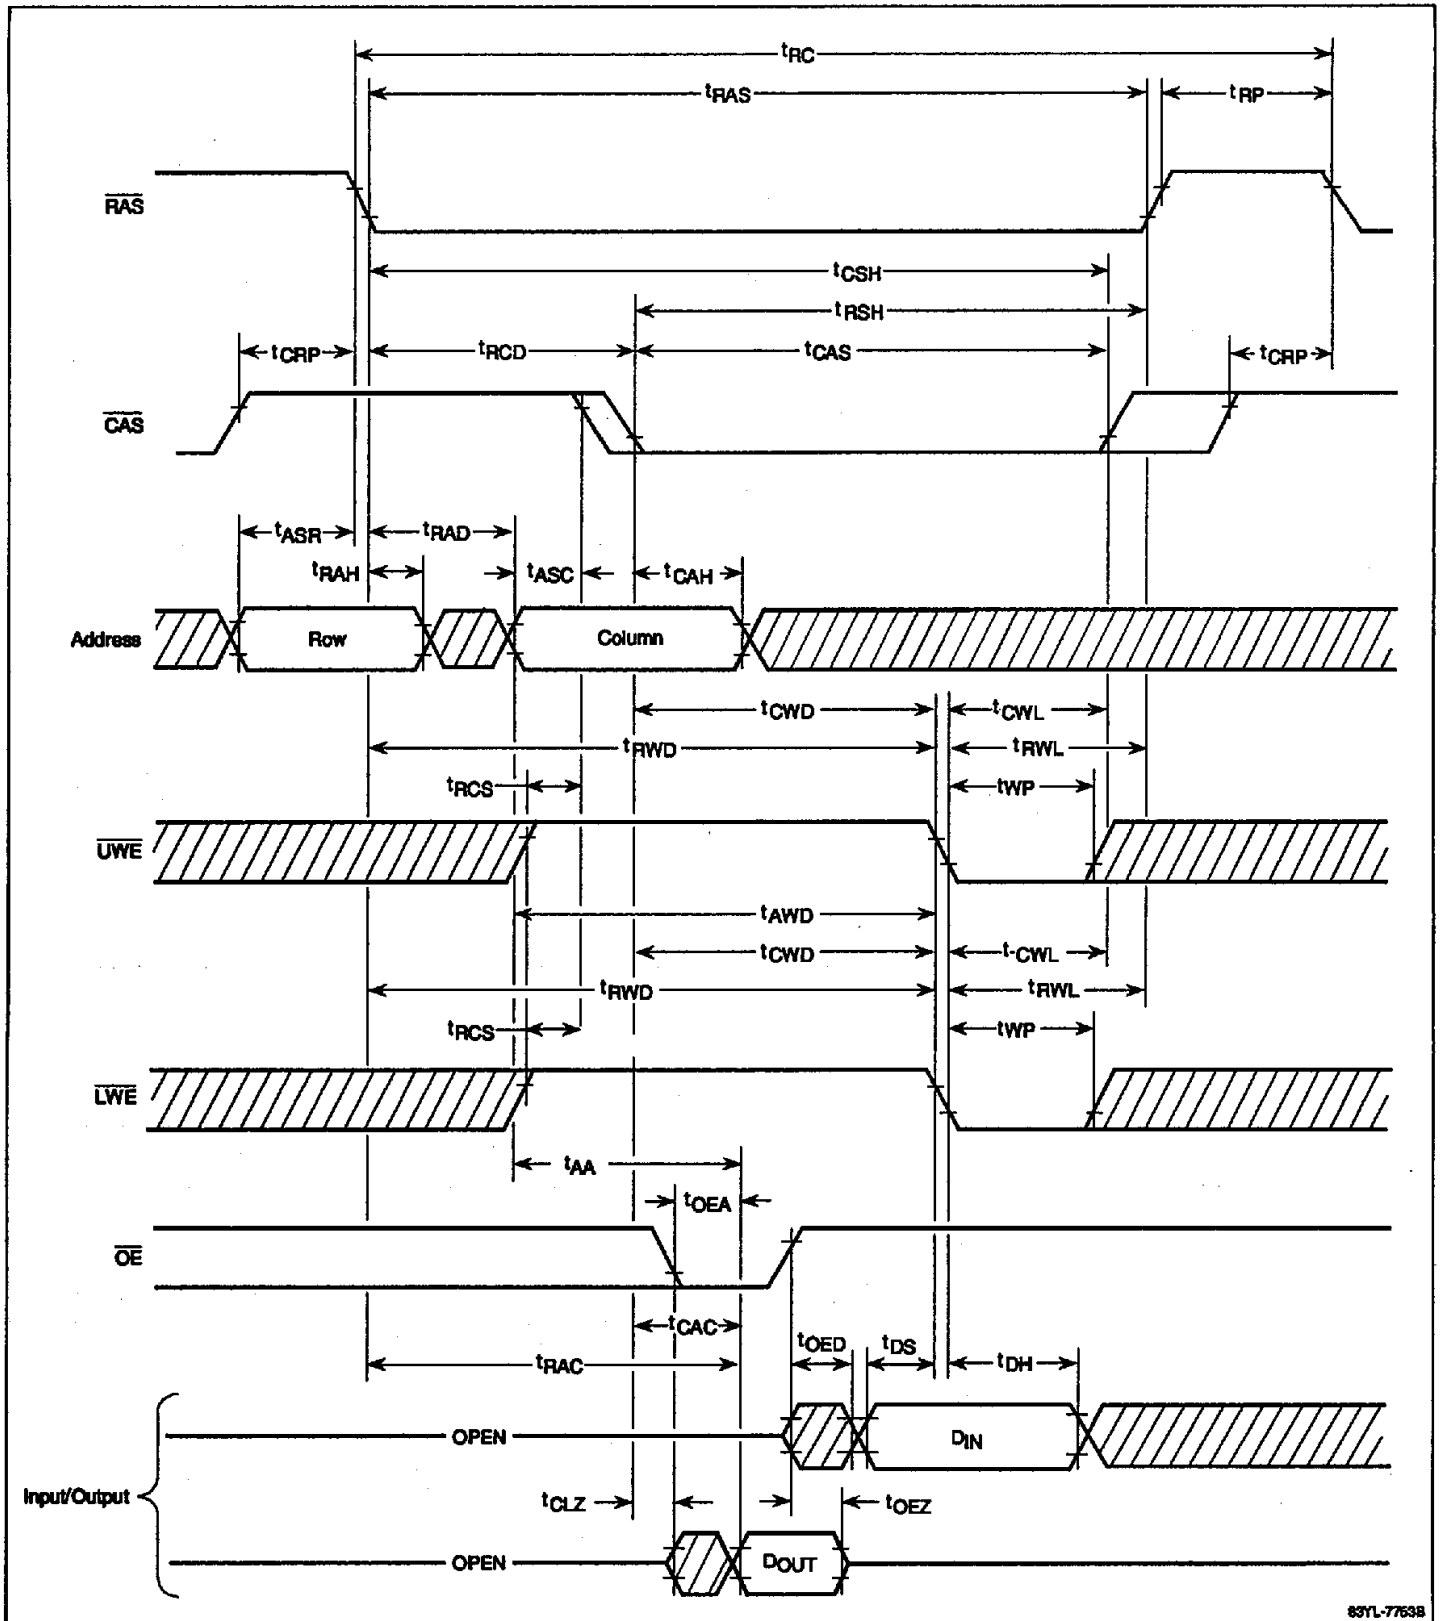 tRC
tRAS
tRP
RAS
tCSH
tRSH
tCRP
tRCD
tCAS
tCRP
CAS
tASR
tRAD
tRAH
tASC
tCAH
Address
Row
Column
tCWD
tCWL
tRWD
tRWL
tRCS
tWP
UWE
tAWD
tCWD
tCWL
tRWD
tRWL
tRCS
tWP
LWE
tAA
tOEA
OE
tCAC
tOED
tDS
tRAC
tDH
OPEN
DIN
Input/Output
tCLZ
tOEZ
OPEN
DOUT
83YL-7753B